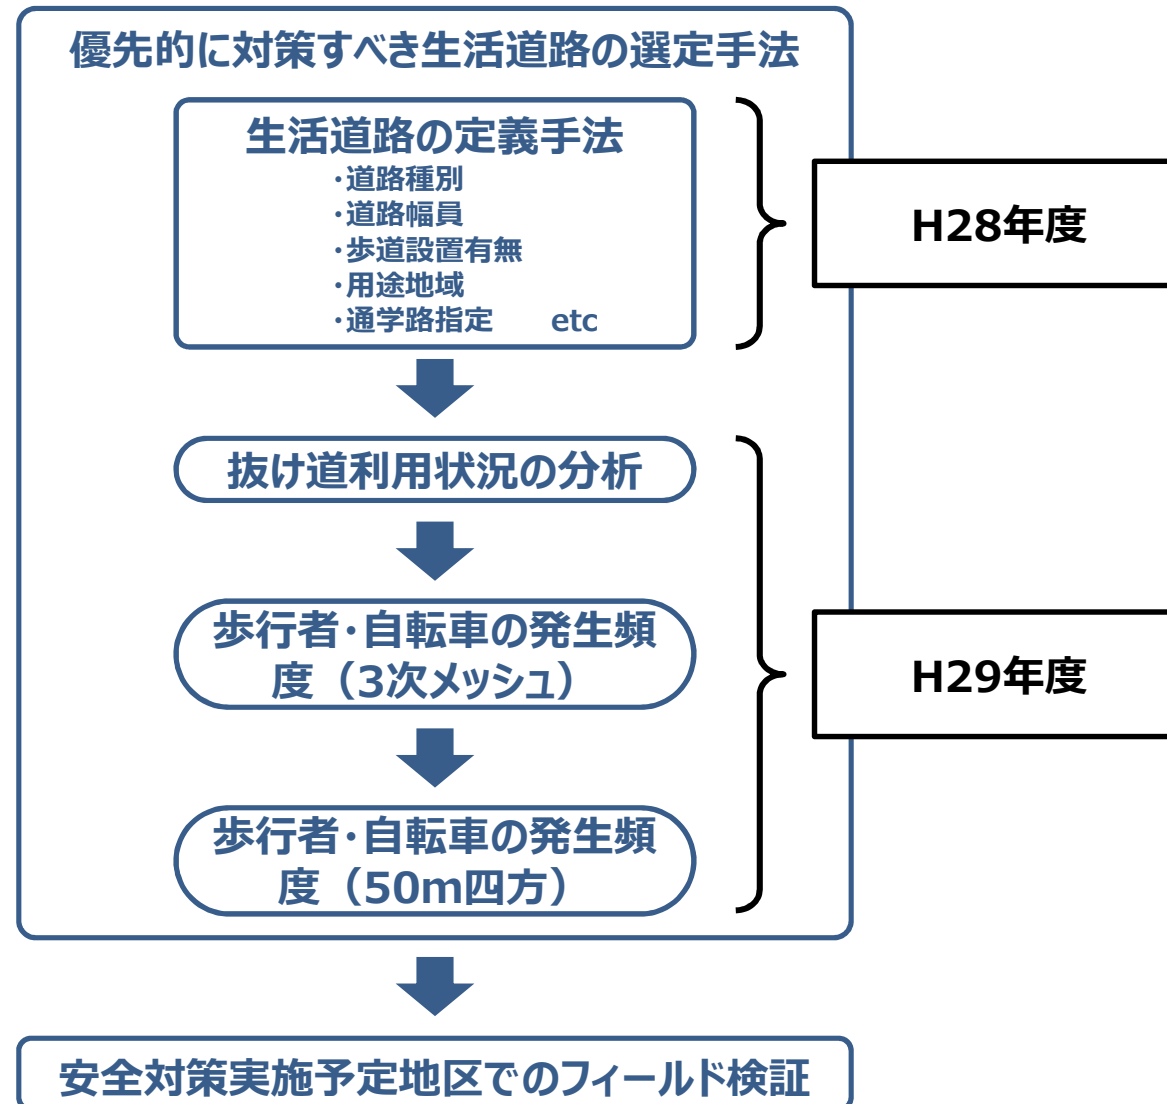 優先的に対策すべき生活道路の選定手法
生活道路の定義手法
・道路種別
・道路幅員
・歩道設置有無
・用途地域
・通学路指定　　etc
H28年度
抜け道利用状況の分析
歩行者・自転車の発生頻
度（3次メッシュ）
H29年度
歩行者・自転車の発生頻
度（50m四方）
安全対策実施予定地区でのフィールド検証